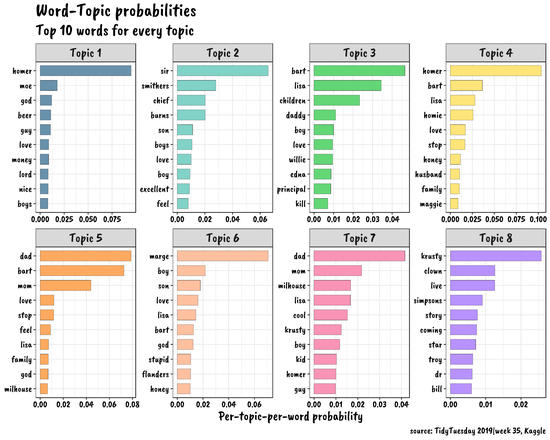 Word-Topic probabilities
Top 10 words for every topic
Topic 1
homer
moe
god
beer
guy
love
money
lord
nice
boys
0.000 0.025 0.050 0.075
Topic 2
sir
smithers
chief
burns
son
boys
love
boy
excellent
feel
0.00 0.02 0.04 0.06
Topic 3
bart
lisa
children
daddy
boy
love
willie
edna
principal
kill
0.00 0.01 0.02 0.03 0.04
Topic 4
homer
bart
lisa
homie
love
stop
honey
husband
family
maggie
0.000 0.025 0.050 0.075 0.100
Topic 5
dad
bart
mom
love
stop
feel
lisa
family
god
milhouse
0.00 0.02 0.04 0.06 0.08
Topic 6
marge
boy
son
love
lisa
bart
god
stupid
flanders
honey
0.00 0.02 0.04 0.06
Topic 7
dad
mom
milhouse
lisa
cool
krusty
boy
kid
homer
guy
0.00 0.01 0.02 0.03 0.04
Topic 8
krusty
clown
live
simpsons
story
coming
star
troy
dr
bill
0.00 0.01 0.02
Per-topic-per-word probability
source: TidyTuesday 2019|week 35, Kaggle